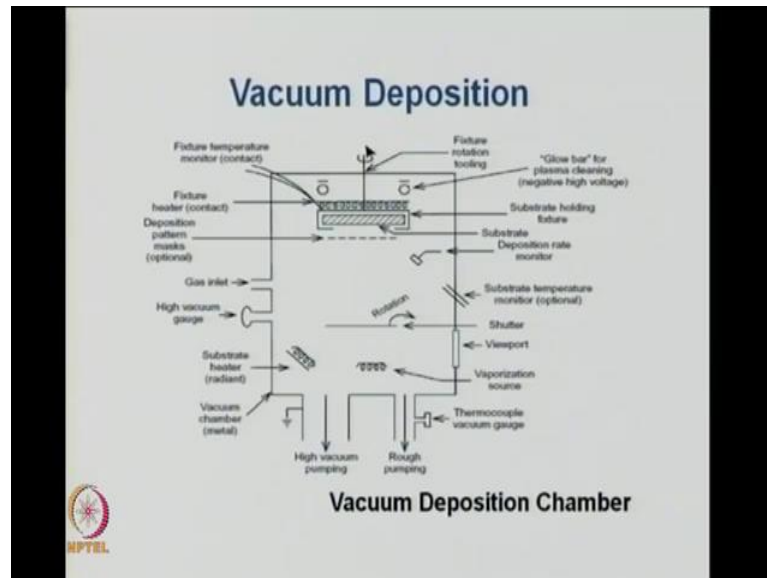 Vacuum Deposition
Fixture temperature
monitor (contact)
Fixture
rotation
tooling
"Glow bar" for
plasma cleaning
(negative high voltage)
Fixture
heater (contact)
Substrate holding
fixture
Deposition
pattern
masks
(optional)
Substrate
Deposition rate
monitor
Gas inlet
Substrate temperature
monitor (optional)
High vacuum
gauge
Rotation
Shutter
Viewport
Substrate
heater
(radiant)
Vaporization
source
Vacuum
chamber
(metal)
Thermocouple
vacuum gauge
High vacuum
pumping
Rough
pumping
Vacuum Deposition Chamber
NPTEL